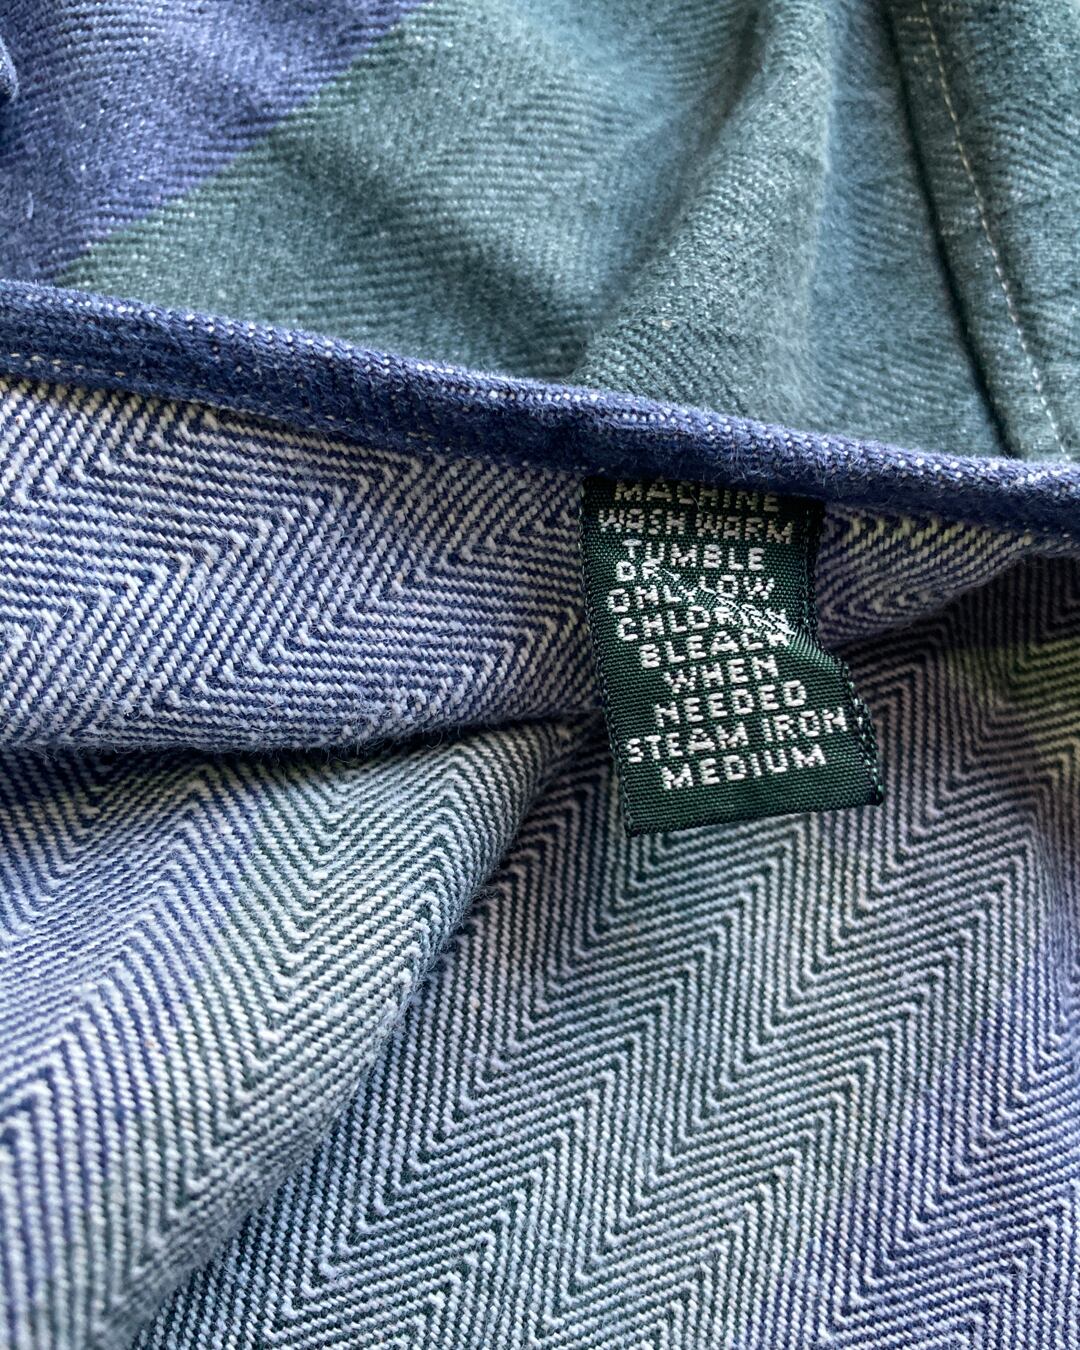 MACHINE
WASH WARM
TUMBLE
DRY LOW
ONLY
CHLORINE
BLEACH
WHEN
NEEDED
STEAM IRON
MEDIUM